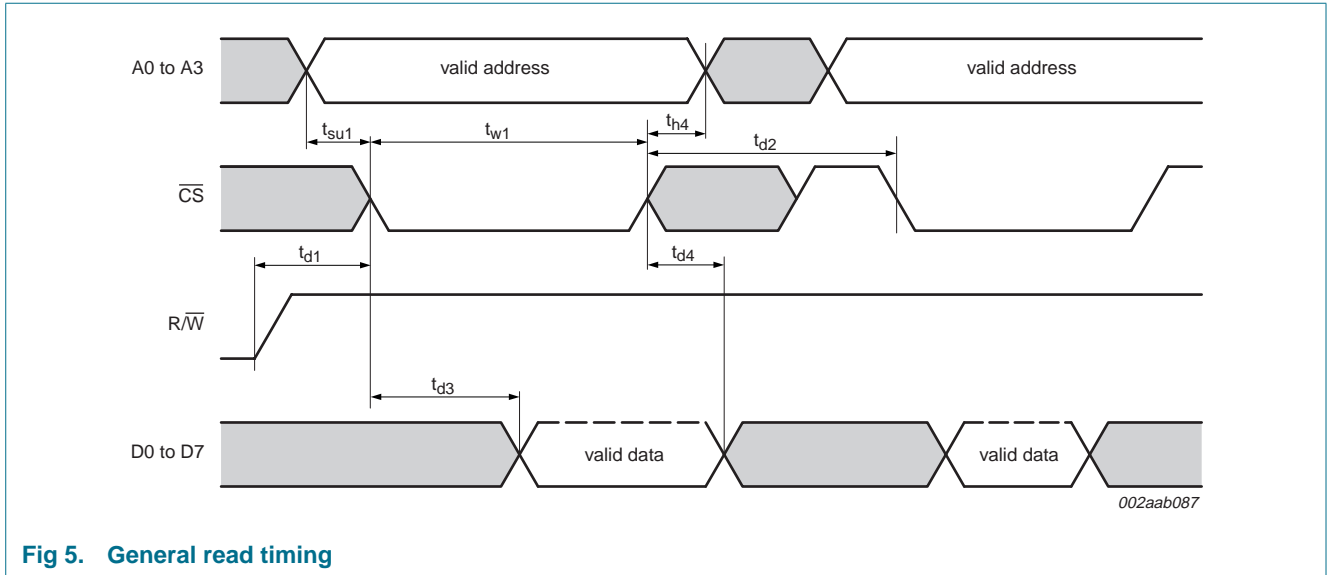 A0 to A3
valid address
valid address
tsu1
tw1
th4
td2
CS
td1
td4
R/W
td3
D0 to D7
valid data
valid data
002aab087
Fig 5. General read timing